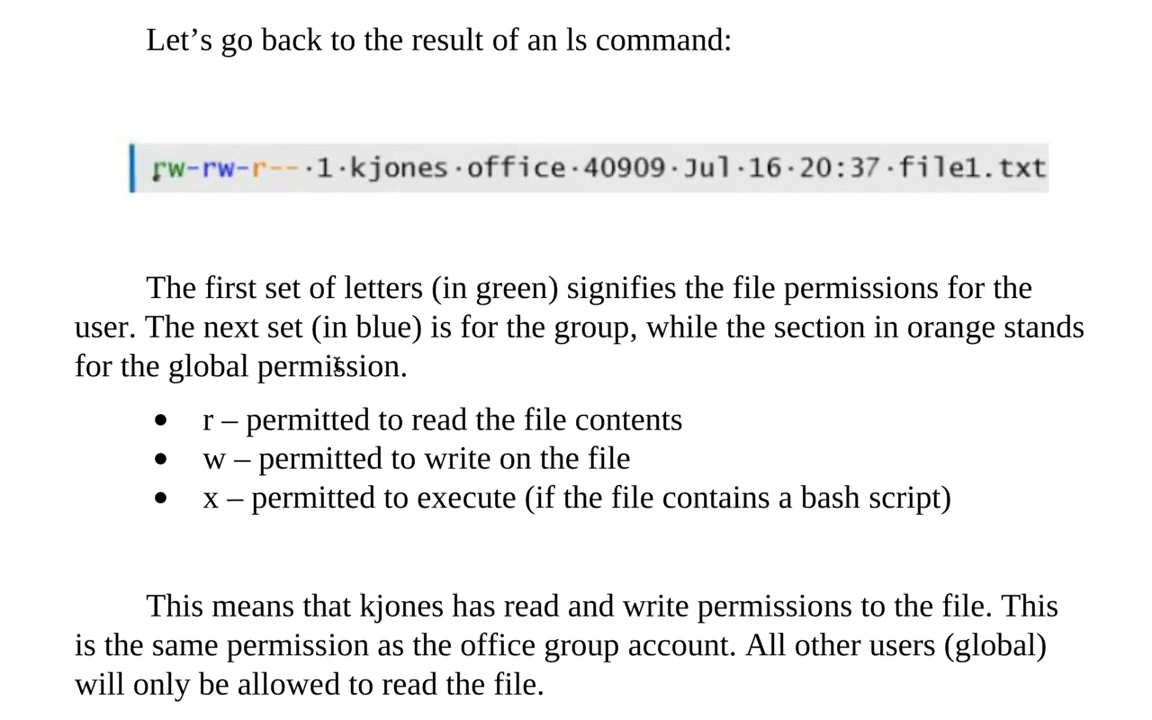 Let’s go back to the result of an ls command:
rw-rw-r--·1·kjones·office·40909·Jul·16·20:37·file1.txt
The first set of letters (in green) signifies the file permissions for the
user. The next set (in blue) is for the group, while the section in orange stands
for the global permission.
• r – permitted to read the file contents
• w – permitted to write on the file
• x – permitted to execute (if the file contains a bash script)
This means that kjones has read and write permissions to the file. This
is the same permission as the office group account. All other users (global)
will only be allowed to read the file.